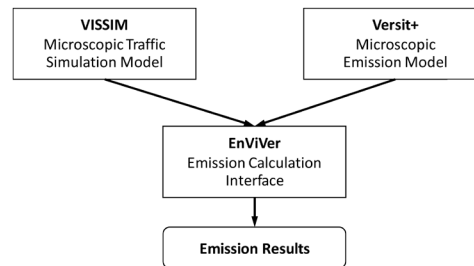 VISSIM
Microscopic Traffic
Simulation Model
Versit+
Microscopic
Emission Model
EnViVer
Emission Calculation
Interface
Emission Results